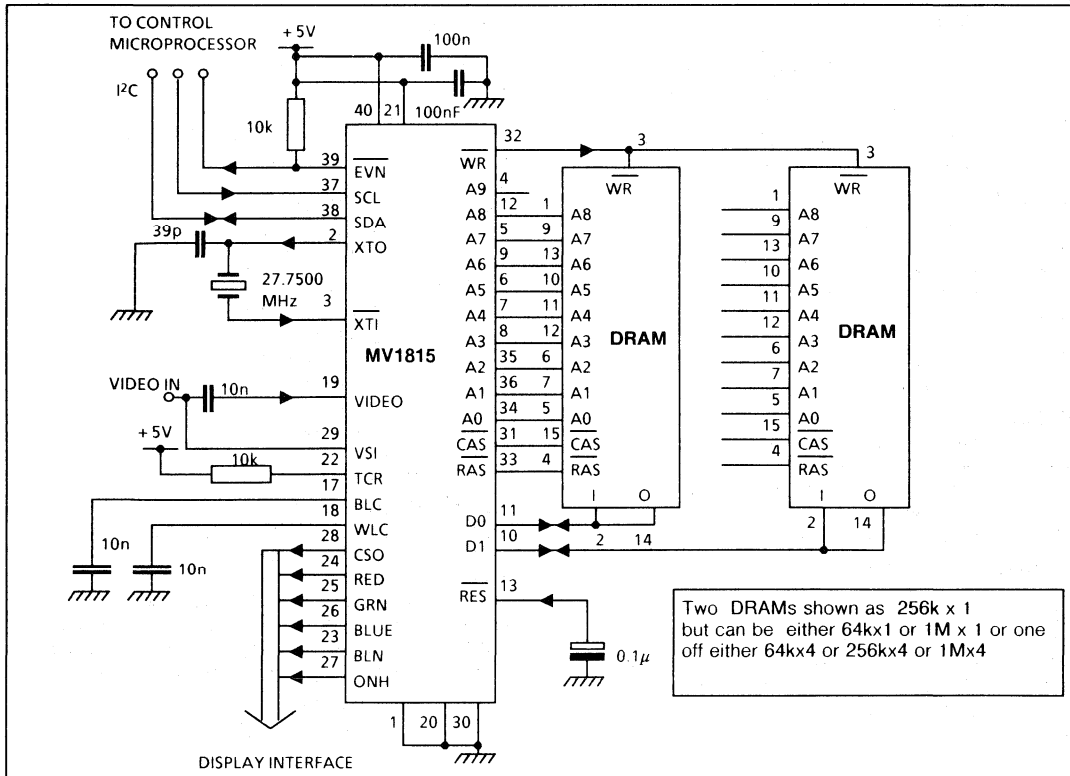 TO CONTROL
MICROPROCESSOR
I²C
+5V
100n
100nF
10k
40 21
39 EVN
37 SCL
38 SDA
2 XTO
39p
27.7500
MHz
3 XTI
MV1815
VIDEO IN
10n
19 VIDEO
29 VSI
+5V
10k
22 TCR
17 BLC
18 WLC
10n
10n
28 CSO
24 RED
25 GRN
26 BLUE
23 BLN
27 ONH
DISPLAY INTERFACE
1 20 30
WR 32
A9 4
A8 12 1 A8
A7 5 9 A7
A6 9 13 A6
A5 6 10 A5
A4 7 11 A4
A3 8 12 A3
A2 35 6 A2
A1 36 7 A1
A0 34 5 A0
CAS 31 15 CAS
RAS 33 4 RAS
D0 11
D1 10
RES 13
0.1µ
3
WR
DRAM
I O
2 14
3
WR
1 A8
9 A7
13 A6
10 A5
11 A4
12 A3
6 A2
7 A1
5 A0
15 CAS
4 RAS
DRAM
I O
2 14
Two DRAMs shown as 256k x 1
but can be either 64kx1 or 1M x 1 or one
off either 64kx4 or 256kx4 or 1Mx4